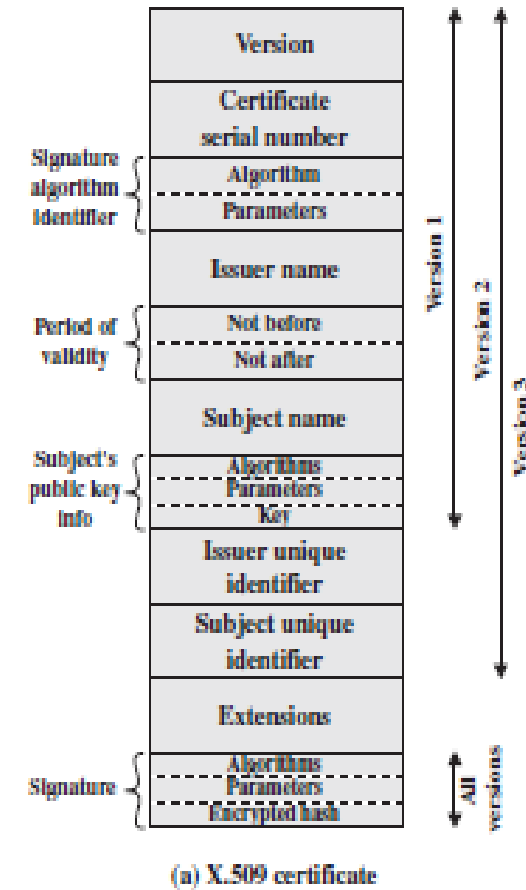 Version
Certificate
serial number
Signature
algorithm
identifier
Algorithm
Parameters
Issuer name
Period of
validity
Not before
Not after
Subject name
Subject's
public key
info
Algorithms
Parameters
Key
Issuer unique
identifier
Subject unique
identifier
Extensions
Signature
Algorithms
Parameters
Encrypted hash
Version 1
Version 2
Version 3
All
versions
(a) X.509 certificate